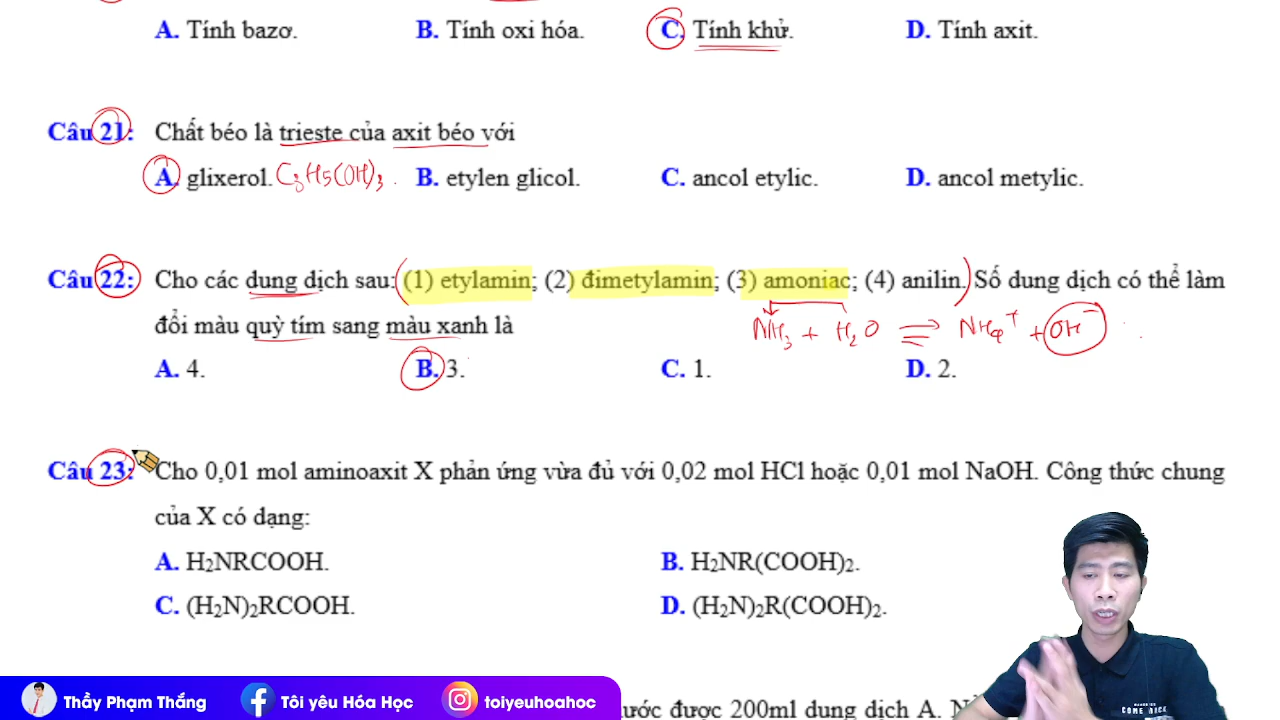 A. Tính bazơ. B. Tính oxi hóa. C. Tính khử. D. Tính axit.
Câu 21: Chất béo là trieste của axit béo với
A. glixerol. C3H5(OH)3. B. etylen glicol. C. ancol etylic. D. ancol metylic.
Câu 22: Cho các dung dịch sau: (1) etylamin; (2) đimetylamin; (3) amoniac; (4) anilin. Số dung dịch có thể làm
đổi màu quỳ tím sang màu xanh là
NH3 + H2O ⇌ NH4+ + OH-
A. 4. B. 3. C. 1. D. 2.
Câu 23: Cho 0,01 mol aminoaxit X phản ứng vừa đủ với 0,02 mol HCl hoặc 0,01 mol NaOH. Công thức chung
của X có dạng:
A. H2NRCOOH. B. H2NR(COOH)2.
C. (H2N)2RCOOH. D. (H2N)2R(COOH)2.
Thầy Phạm Thắng Tôi yêu Hóa Học toiyeuhoahoc
ước được 200ml dung dịch A.
COME BACK